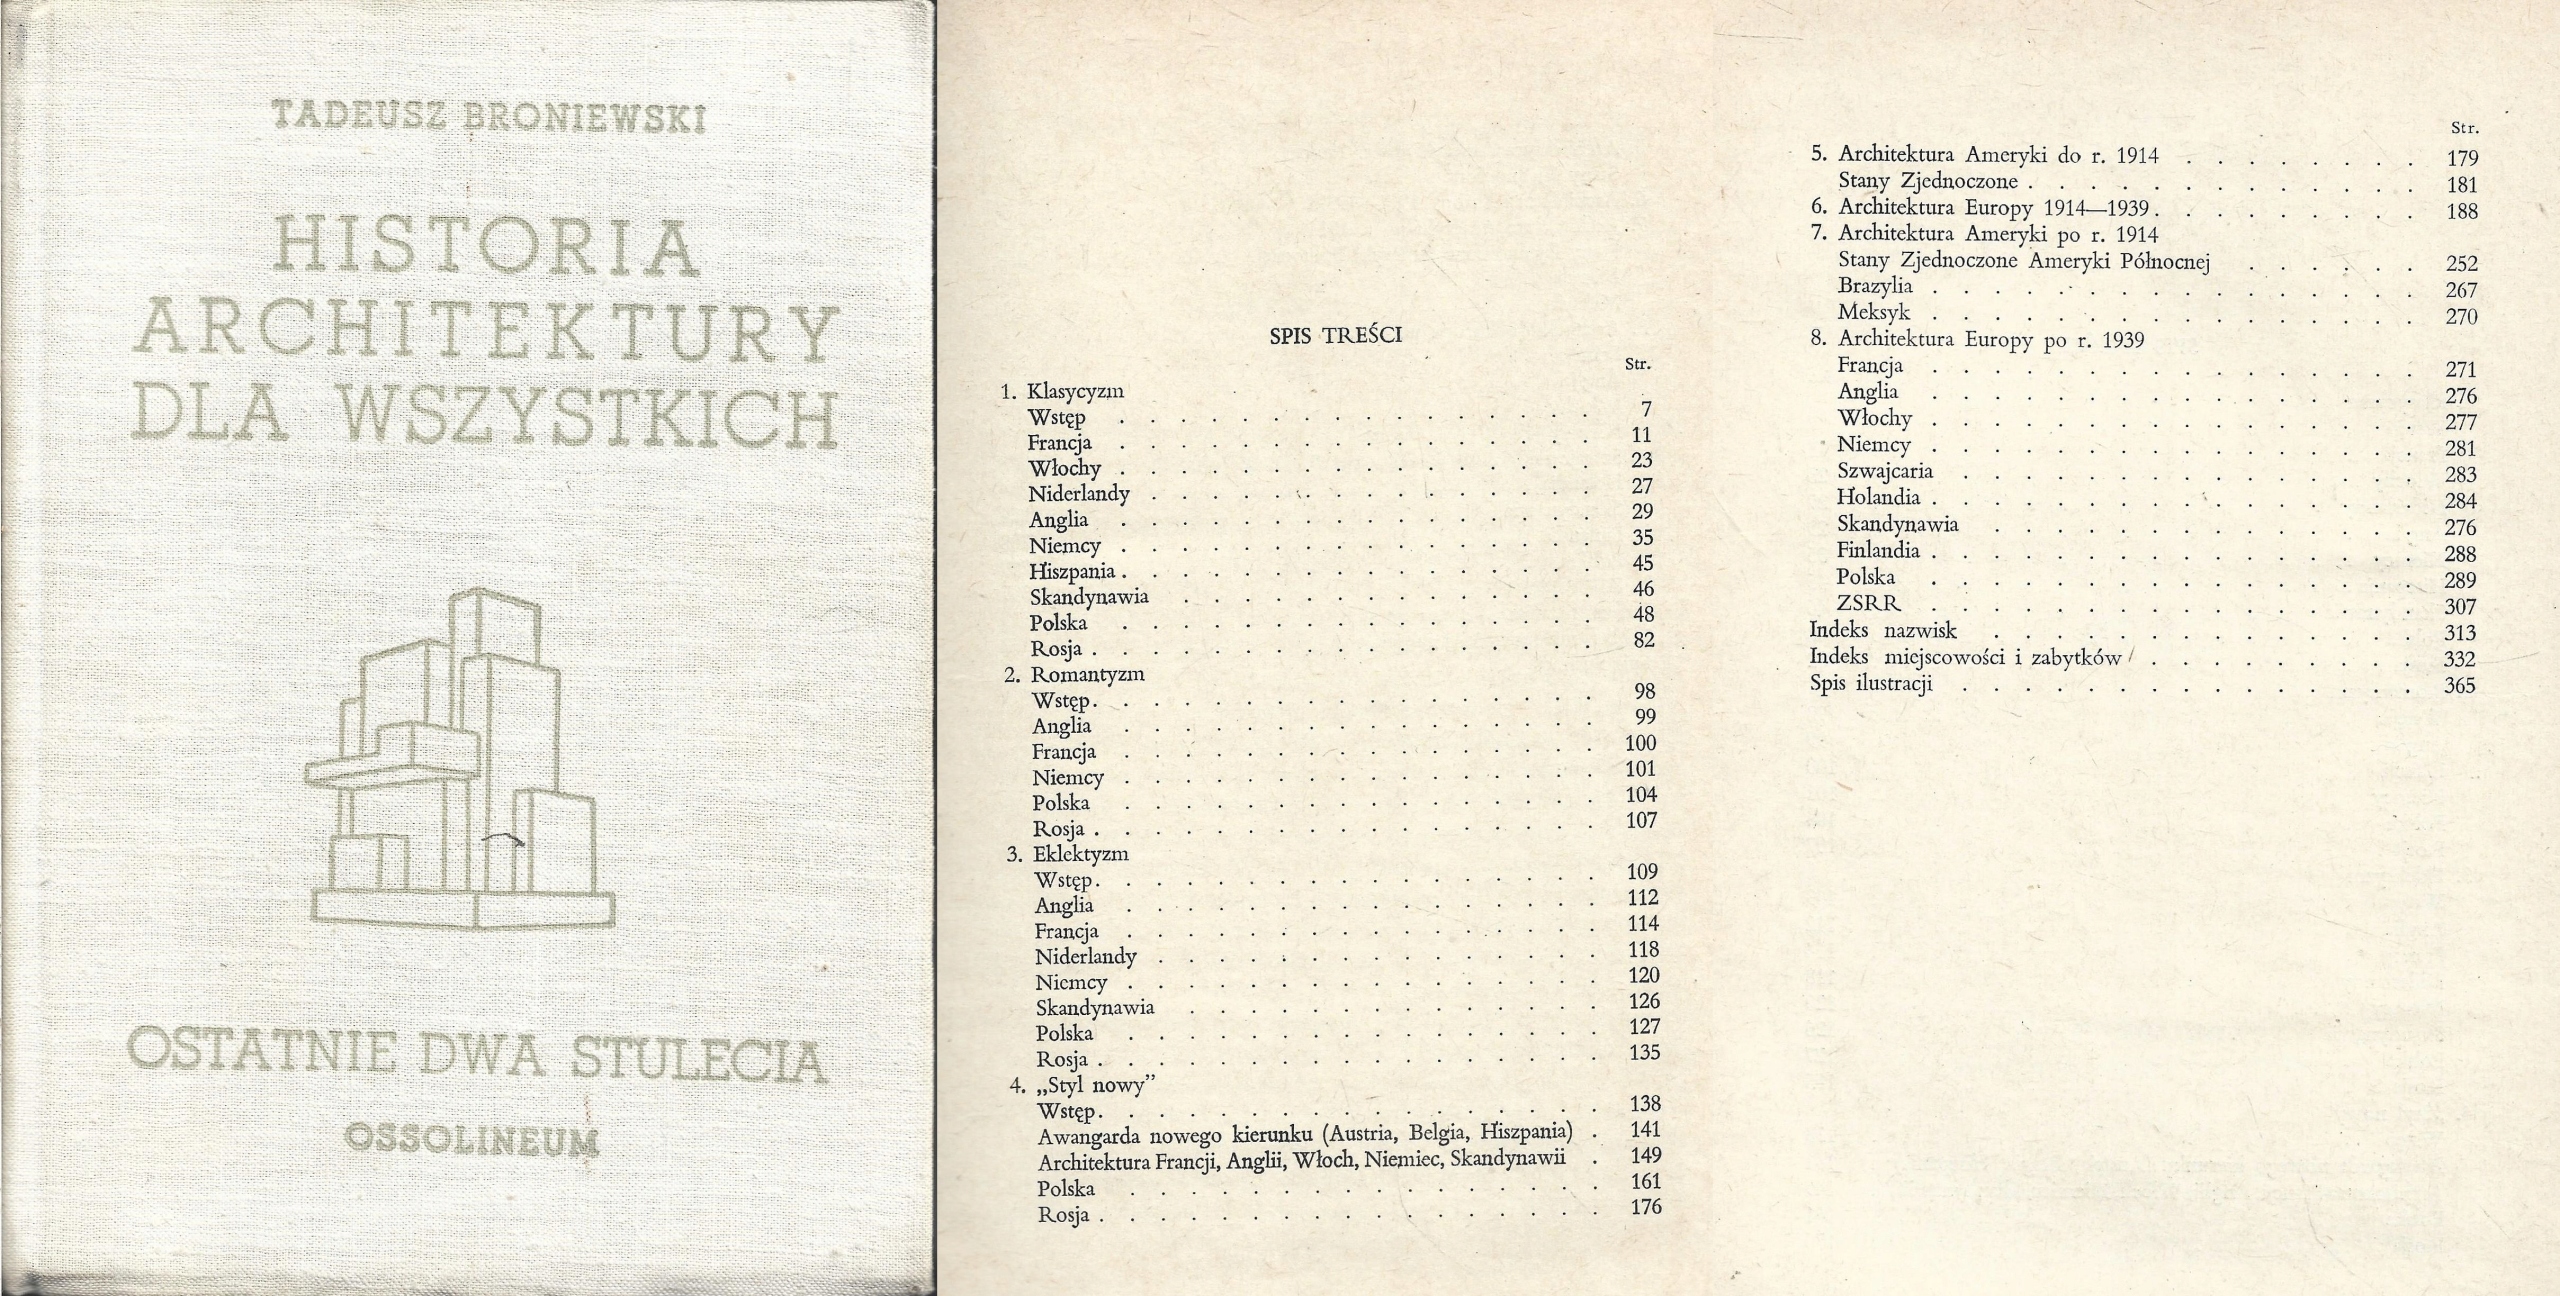 TADEUSZ BRONIEWSKI
HISTORIA
ARCHITEKTURY
DLA WSZYSTKICH
OSTATNIE DWA STULECIA
OSSOLINEUM
SPIS TREŚCI
Str.
1. Klasycyzm
Wstęp . . . . . . . . . . . . . . . . 7
Francja . . . . . . . . . . . . . . . . 11
Włochy . . . . . . . . . . . . . . . . 23
Niderlandy . . . . . . . . . . . . . . . 27
Anglia . . . . . . . . . . . . . . . . 29
Niemcy . . . . . . . . . . . . . . . . 35
Hiszpania . . . . . . . . . . . . . . . . 45
Skandynawia . . . . . . . . . . . . . . 46
Polska . . . . . . . . . . . . . . . . 48
Rosja . . . . . . . . . . . . . . . . . 82
2. Romantyzm
Wstęp . . . . . . . . . . . . . . . . . 98
Anglia . . . . . . . . . . . . . . . . 99
Francja . . . . . . . . . . . . . . . . 100
Niemcy . . . . . . . . . . . . . . . . 101
Polska . . . . . . . . . . . . . . . . 104
Rosja . . . . . . . . . . . . . . . . . 107
3. Eklektyzm
Wstęp . . . . . . . . . . . . . . . . . 109
Anglia . . . . . . . . . . . . . . . . 112
Francja . . . . . . . . . . . . . . . . 114
Niderlandy . . . . . . . . . . . . . . . 118
Niemcy . . . . . . . . . . . . . . . . 120
Skandynawia . . . . . . . . . . . . . . 126
Polska . . . . . . . . . . . . . . . . 127
Rosja . . . . . . . . . . . . . . . . . 135
4. „Styl nowy”
Wstęp . . . . . . . . . . . . . . . . . 138
Awangarda nowego kierunku (Austria, Belgia, Hiszpania) . 141
Architektura Francji, Anglii, Włoch, Niemiec, Skandynawii . 149
Polska . . . . . . . . . . . . . . . . 161
Rosja . . . . . . . . . . . . . . . . . 176
Str.
5. Architektura Ameryki do r. 1914 . . . . . . . . 179
Stany Zjednoczone . . . . . . . . . . . . . 181
6. Architektura Europy 1914—1939 . . . . . . . . . 188
7. Architektura Ameryki po r. 1914
Stany Zjednoczone Ameryki Północnej . . . . . . 252
Brazylia . . . . . . . . . . . . . . . . 267
Meksyk . . . . . . . . . . . . . . . . 270
8. Architektura Europy po r. 1939
Francja . . . . . . . . . . . . . . . . 271
Anglia . . . . . . . . . . . . . . . . 276
Włochy . . . . . . . . . . . . . . . . 277
Niemcy . . . . . . . . . . . . . . . . 281
Szwajcaria . . . . . . . . . . . . . . . 283
Holandia . . . . . . . . . . . . . . . . 284
Skandynawia . . . . . . . . . . . . . . 276
Finlandia . . . . . . . . . . . . . . . . 288
Polska . . . . . . . . . . . . . . . . 289
ZSRR . . . . . . . . . . . . . . . . 307
Indeks nazwisk . . . . . . . . . . . . . . 313
Indeks miejscowości i zabytków . . . . . . . . . 332
Spis ilustracji . . . . . . . . . . . . . . . 365